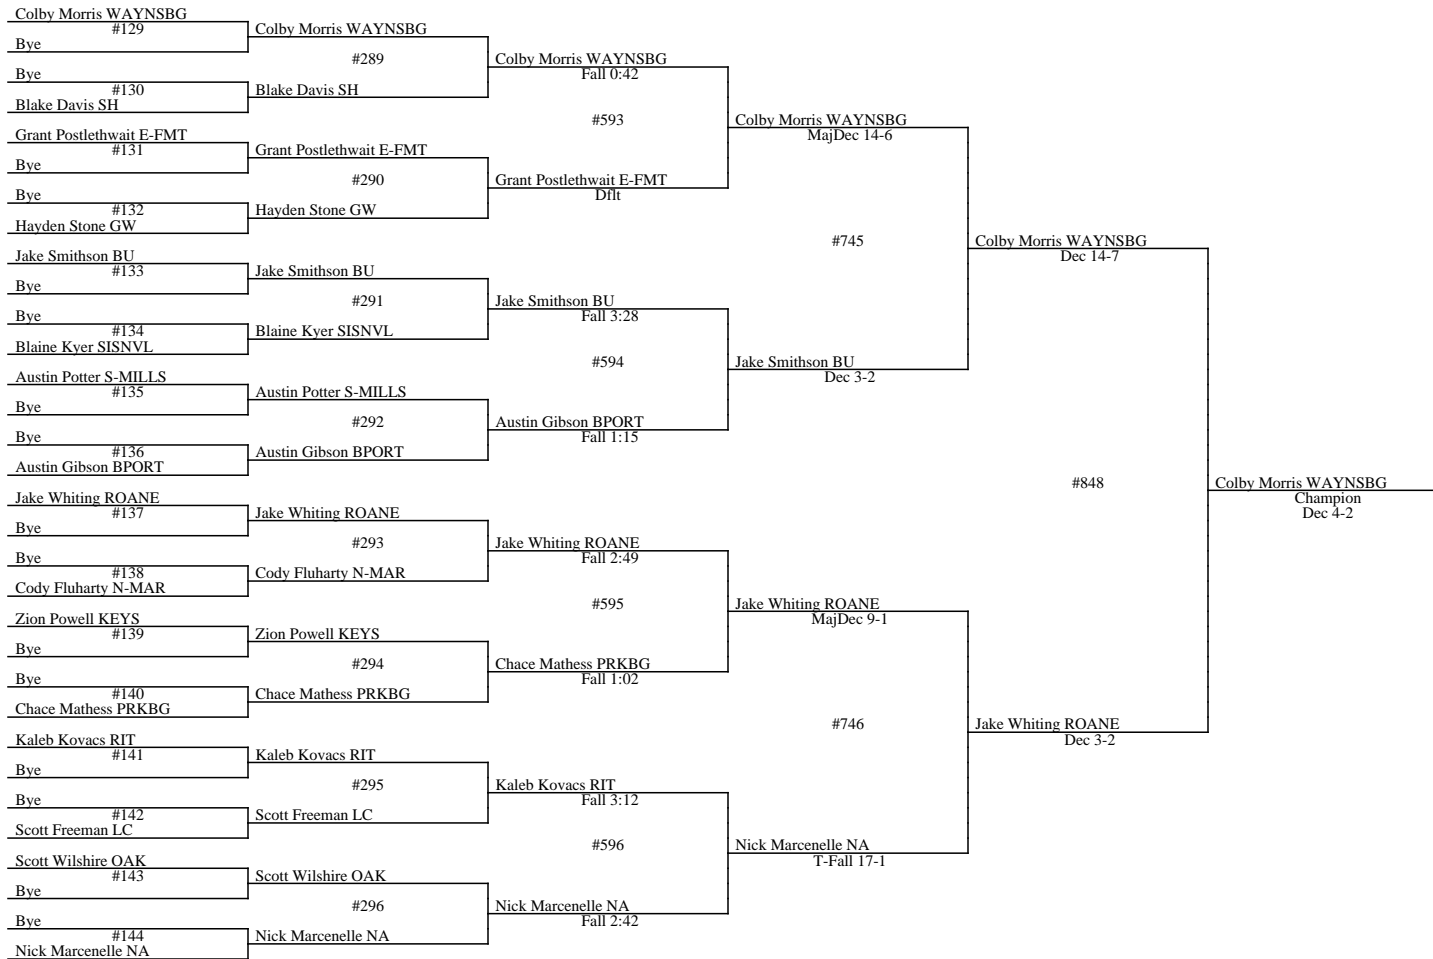 Colby Morris WAYNSBG
#129
Bye
Bye
#130
Blake Davis SH
Grant Postlethwait E-FMT
#131
Bye
Bye
#132
Hayden Stone GW
Jake Smithson BU
#133
Bye
Bye
#134
Blaine Kyer SISNVL
Austin Potter S-MILLS
#135
Bye
Bye
#136
Austin Gibson BPORT
Jake Whiting ROANE
#137
Bye
Bye
#138
Cody Fluharty N-MAR
Zion Powell KEYS
#139
Bye
Bye
#140
Chace Mathess PRKBG
Kaleb Kovacs RIT
#141
Bye
Bye
#142
Scott Freeman LC
Scott Wilshire OAK
#143
Bye
Bye
#144
Nick Marcenelle NA
Colby Morris WAYNSBG
#289
Blake Davis SH
Grant Postlethwait E-FMT
#290
Hayden Stone GW
Jake Smithson BU
#291
Blaine Kyer SISNVL
Austin Potter S-MILLS
#292
Austin Gibson BPORT
Jake Whiting ROANE
#293
Cody Fluharty N-MAR
Zion Powell KEYS
#294
Chace Mathess PRKBG
Kaleb Kovacs RIT
#295
Scott Freeman LC
Scott Wilshire OAK
#296
Nick Marcenelle NA
Colby Morris WAYNSBG
Fall 0:42
#593
Grant Postlethwait E-FMT
Dflt
Jake Smithson BU
Fall 3:28
#594
Austin Gibson BPORT
Fall 1:15
Jake Whiting ROANE
Fall 2:49
#595
Chace Mathess PRKBG
Fall 1:02
Kaleb Kovacs RIT
Fall 3:12
#596
Nick Marcenelle NA
Fall 2:42
Colby Morris WAYNSBG
MajDec 14-6
#745
Jake Smithson BU
Dec 3-2
Jake Whiting ROANE
MajDec 9-1
#746
Nick Marcenelle NA
T-Fall 17-1
Colby Morris WAYNSBG
Dec 14-7
#848
Jake Whiting ROANE
Dec 3-2
Colby Morris WAYNSBG
Champion
Dec 4-2